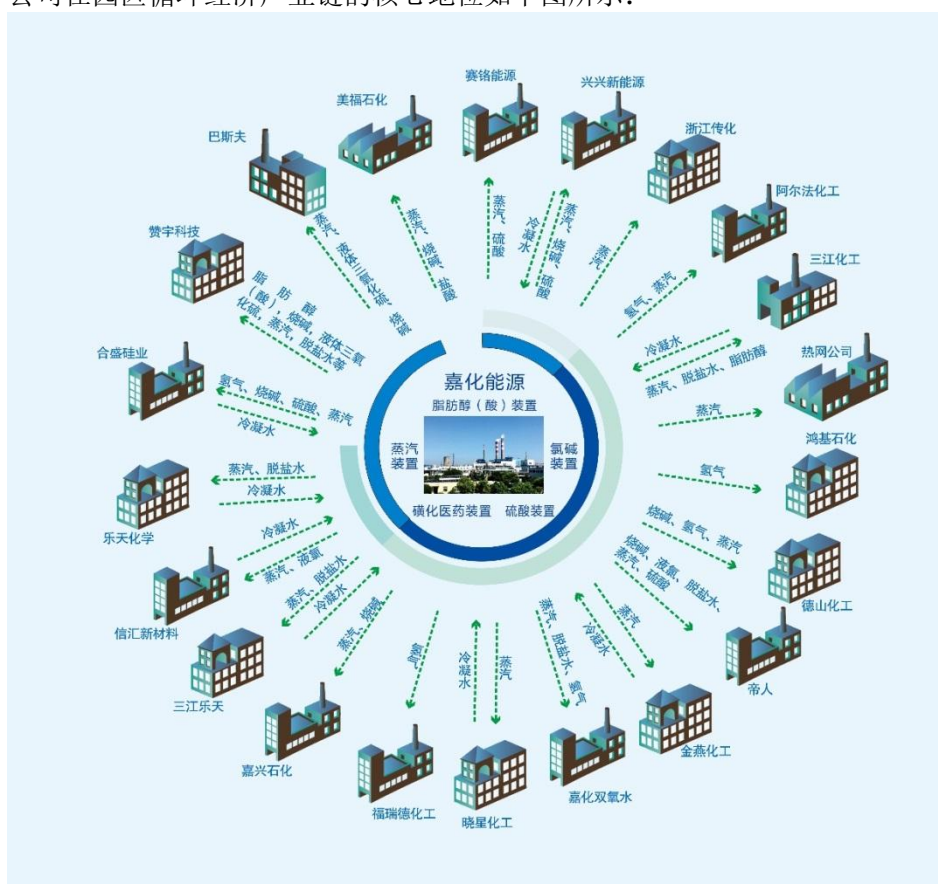 公司在园区循环经济产业链的核心地位如下图所示:
赛铭能源
兴兴新能源
美福石化
浙江传化
巴斯夫
阿尔法化工
赞宇科技
三江化工
合盛硅业
热网公司
鸿基石化
乐天化学
德山化工
信汇新材料
帝人
三江乐天
金燕化工
嘉兴石化
嘉化双氧水
福瑞德化工
晓星化工
嘉化能源
脂肪醇(酸)装置
蒸汽
装置
氯碱
装置
磺化医药装置 硫酸装置
蒸汽、硫酸
蒸汽、烧碱、硫酸
冷凝水
蒸汽
氢气、蒸汽
冷凝水
蒸汽、脱盐水、脂肪醇
蒸汽
氢气
烧碱、氢气、蒸汽
烧碱、液氯、脱盐水、
蒸汽、硫酸
蒸汽
冷凝水
蒸汽、脱盐水、氢气
蒸汽
冷凝水
蒸汽、烧碱
蒸汽、脱盐水
冷凝水
冷凝水
蒸汽、液氯
蒸汽、脱盐水
冷凝水
氢气、烧碱、硫酸、蒸汽
冷凝水
脂肪醇
(酸),烧碱,液体三氧
化硫,蒸汽,脱盐水等
蒸汽、液体三氧化硫、
烧碱
蒸汽、烧碱、盐酸